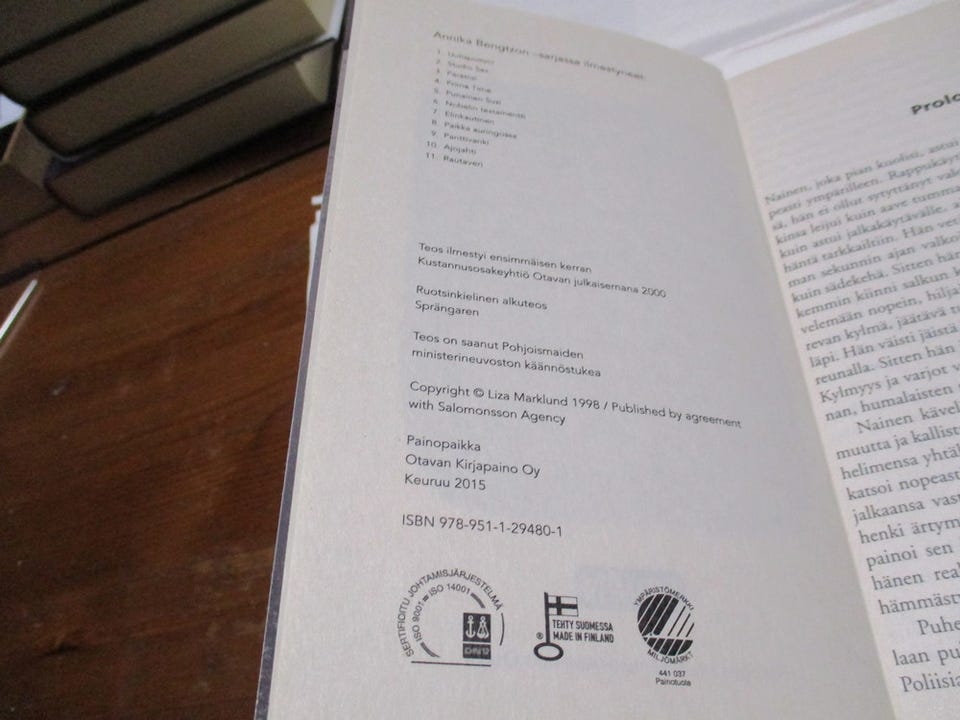 Annika Bengtzon -sarjassa ilmestyneet:
1. Uutispommi
2. Studio Sex
3. Paratiisi
4. Prime Time
5. Punainen Susi
6. Nobelin testamentti
7. Elinkautinen
8. Paikka auringossa
9. Panttivanki
10. Ajojahti
11. Rautaveri
Teos ilmestyi ensimmäisen kerran
Kustannusosakeyhtiö Otavan julkaisemana 2000
Ruotsinkielinen alkuteos
Sprängaren
Teos on saanut Pohjoismaiden
ministerineuvoston käännöstukea
Copyright © Liza Marklund 1998 / Published by agreement
with Salomonsson Agency
Painopaikka
Otavan Kirjapaino Oy
Keuruu 2015
ISBN 978-951-1-29480-1
SERTIFIOITU JOHTAMISJÄRJESTELMÄ
ISO 9001 = ISO 14001
® TEHTY SUOMESSA
MADE IN FINLAND
YMPÄRISTÖMERKKI
MILJÖMÄRKT
441 037
Painotuote
Prolo
Nainen, joka pian kuolisi, astui
peasti ympärilleen. Rappukäyt
sä, hän ei ollut sytyttänyt valo
kinsa leijui kuin aave tumma
kuin astui jalkakäytävälle, a
häntä tarkkailtiin. Hän vet
man sekunnin ajan valkoi
kuin sädekehä. Sitten hän
kemmin kiinni salkun k
velemään nopein, hilja
revan kylmä, jäätävä tu
läpi. Hän väisti jäistä
reunalla. Sitten hän
Kylmyys ja varjot v
nan, humalaisten
Nainen kävel
muutta ja kallist
helimensa yhtäl
katsoi nopeast
jalkaansa vast
henki ärtym
painoi sen
hänen real
hämmästy
Puhe
laan pu
Poliisia